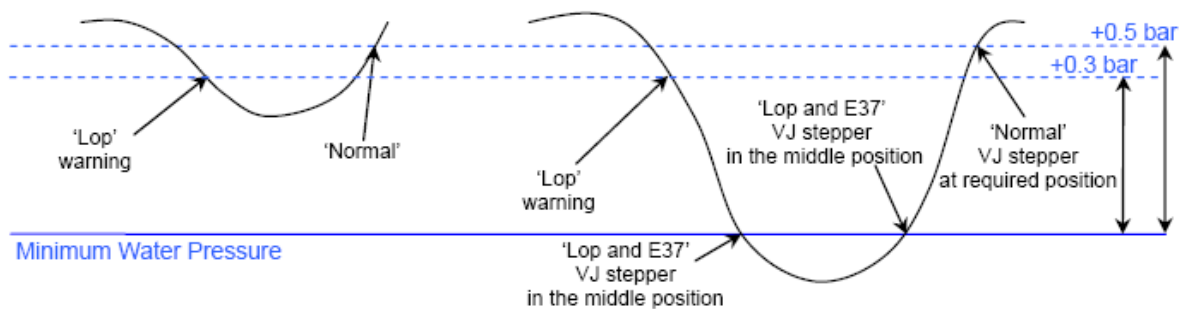 +0.5 bar
+0.3 bar
‘Lop’
warning
‘Normal’
‘Lop’
warning
‘Lop and E37’
VJ stepper
in the middle position
‘Normal’
VJ stepper
at required position
Minimum Water Pressure
‘Lop and E37’
VJ stepper
in the middle position